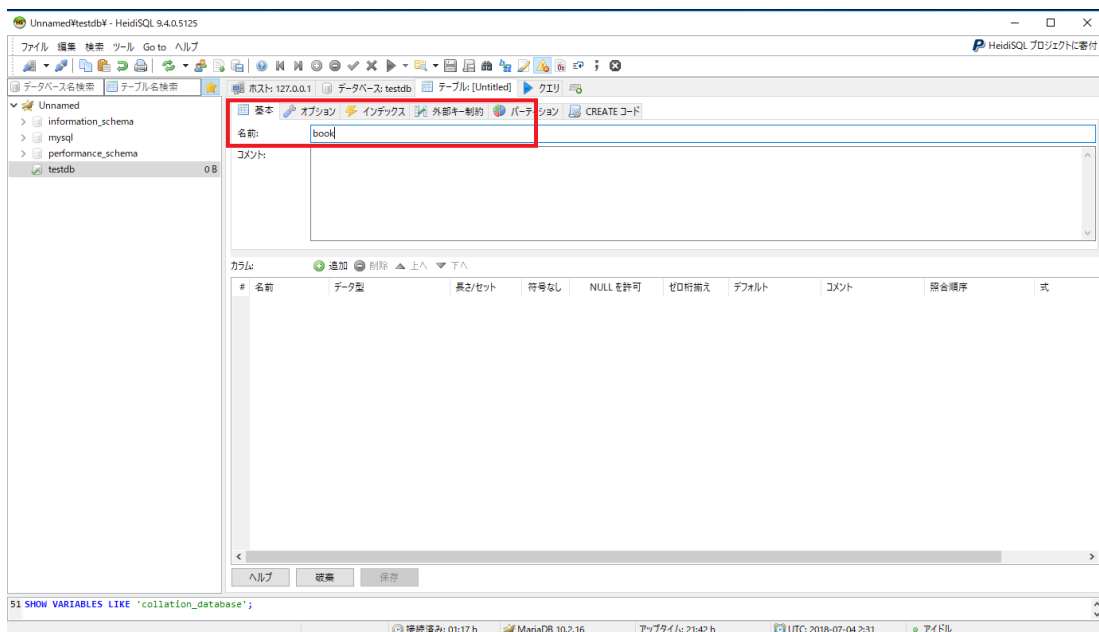 Unnamed¥testdb¥ - HeidiSQL 9.4.0.5125
ファイル 編集 検索 ツール Go to ヘルプ
HeidiSQL プロジェクトに寄付
データベース名検索 テーブル名検索
ホスト: 127.0.0.1 データベース: testdb テーブル: [Untitled] クエリ
Unnamed
information_schema
mysql
performance_schema
testdb 0 B
基本 オプション インデックス 外部キー制約 パーティション CREATE コード
名前: book
コメント:
カラム: 追加 削除 上へ 下へ
# 名前 データ型 長さ/セット 符号なし NULL を許可 ゼロ桁揃え デフォルト コメント 照合順序 式
ヘルプ 破棄 保存
51 SHOW VARIABLES LIKE 'collation_database';
接続済み: 01:17 h MariaDB 10.2.16 アップタイム: 21:42 h UTC: 2018-07-04 2:31 アイドル